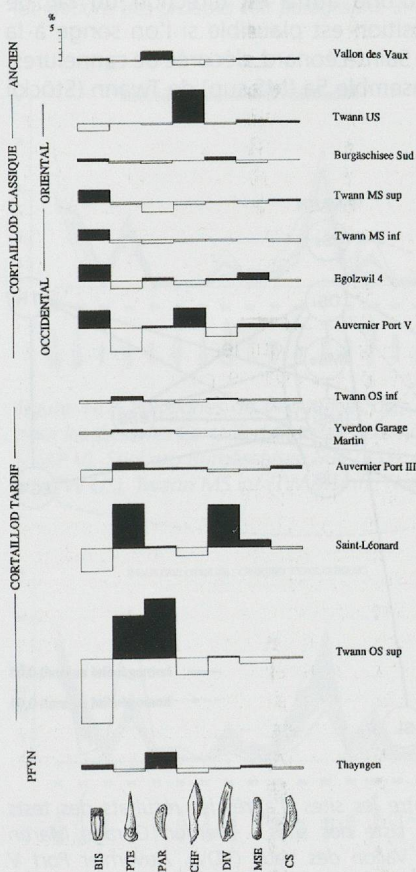 %
5
ANCIEN
Vallon des Vaux
CORTAILLOD CLASSIQUE
ORIENTAL
Twann US
Burgäschisee Sud
Twann MS sup
Twann MS inf
OCCIDENTAL
Egolzwil 4
Auvernier Port V
CORTAILLOD TARDIF
Twann OS inf
Yverdon Garage
Martin
Auvernier Port III
Saint-Léonard
Twann OS sup
PFYN
Thayngen
BIS
PTE
PAR
CHF
DIV
MSE
CS